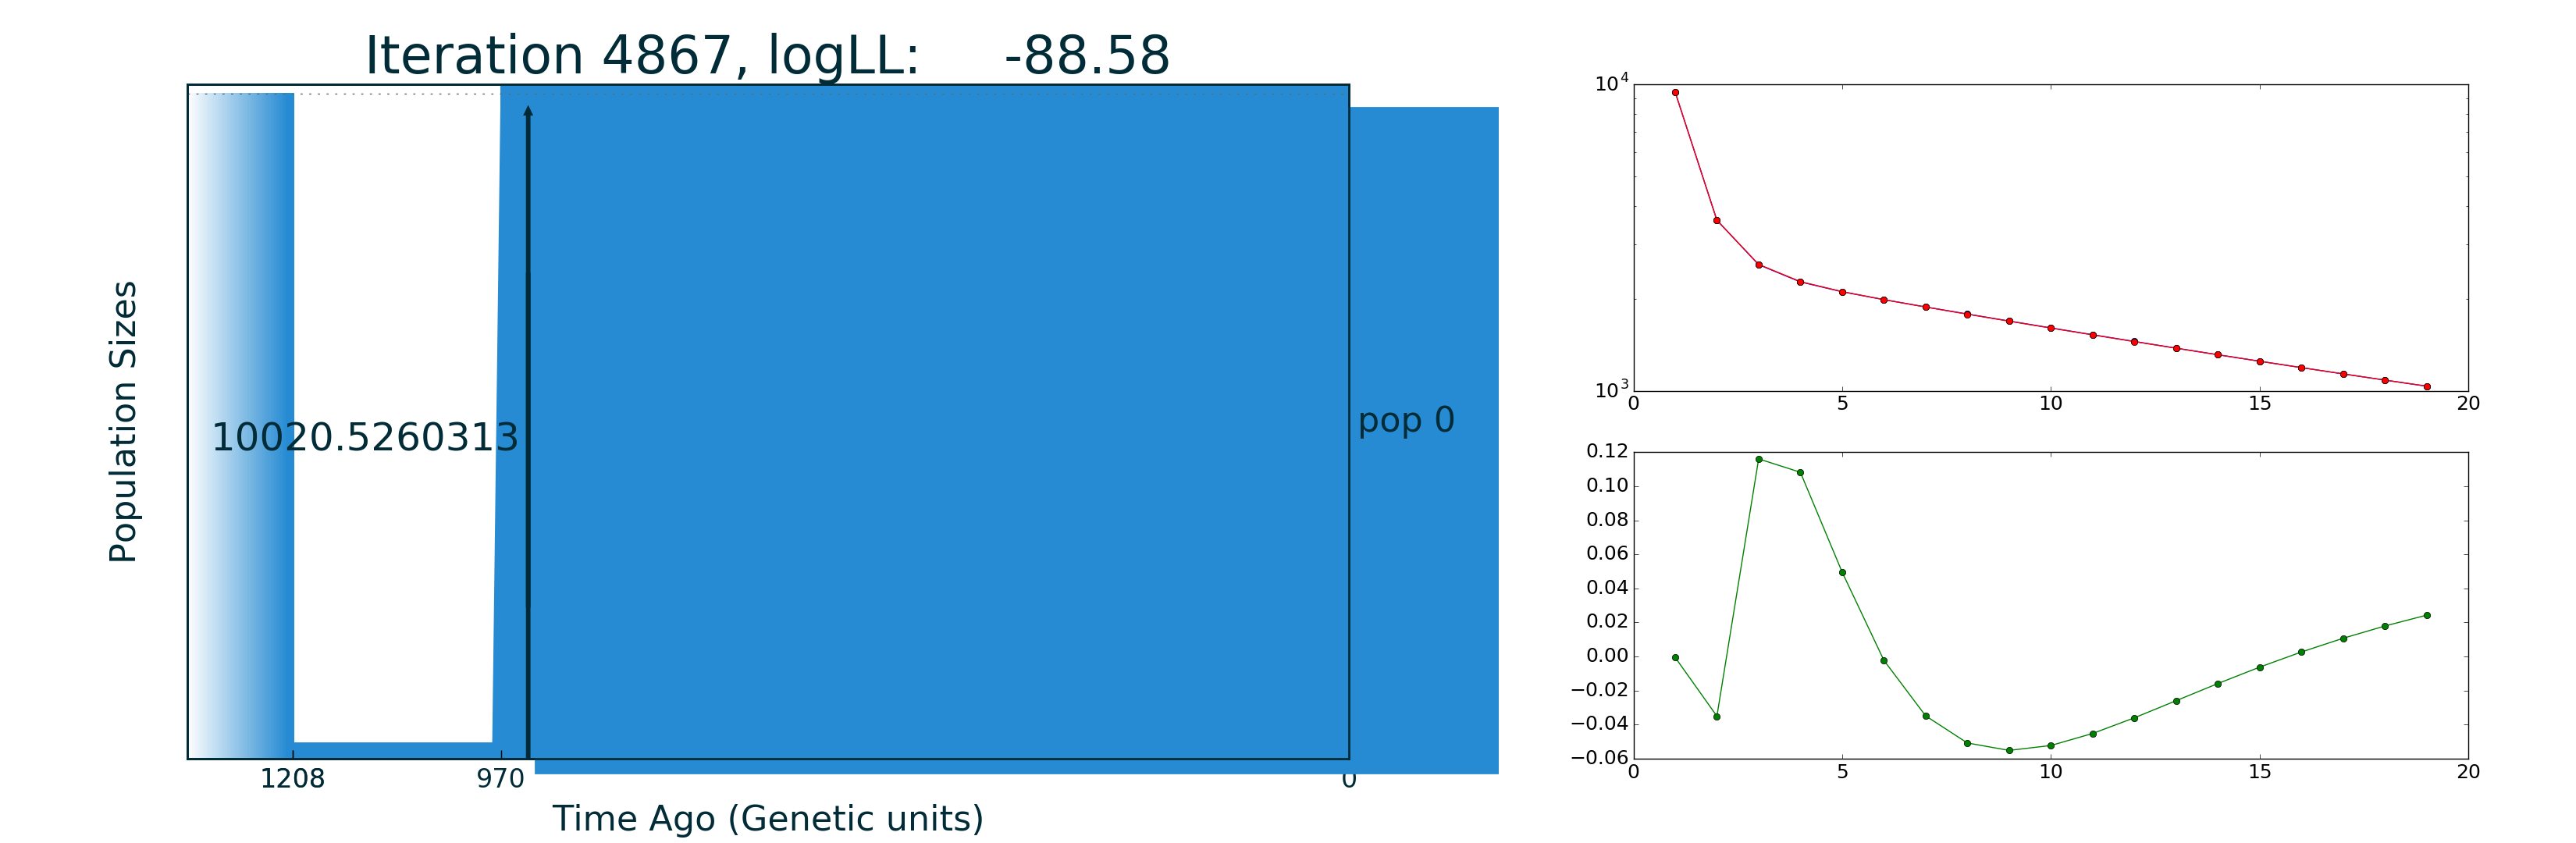 Iteration 4867, logLL: -88.58
Population Sizes
10020.5260313
pop 0
1208 970 0
Time Ago (Genetic units)
10^4
10^3
0 5 10 15 20
0.12
0.10
0.08
0.06
0.04
0.02
0.00
−0.02
−0.04
−0.06
0 5 10 15 20